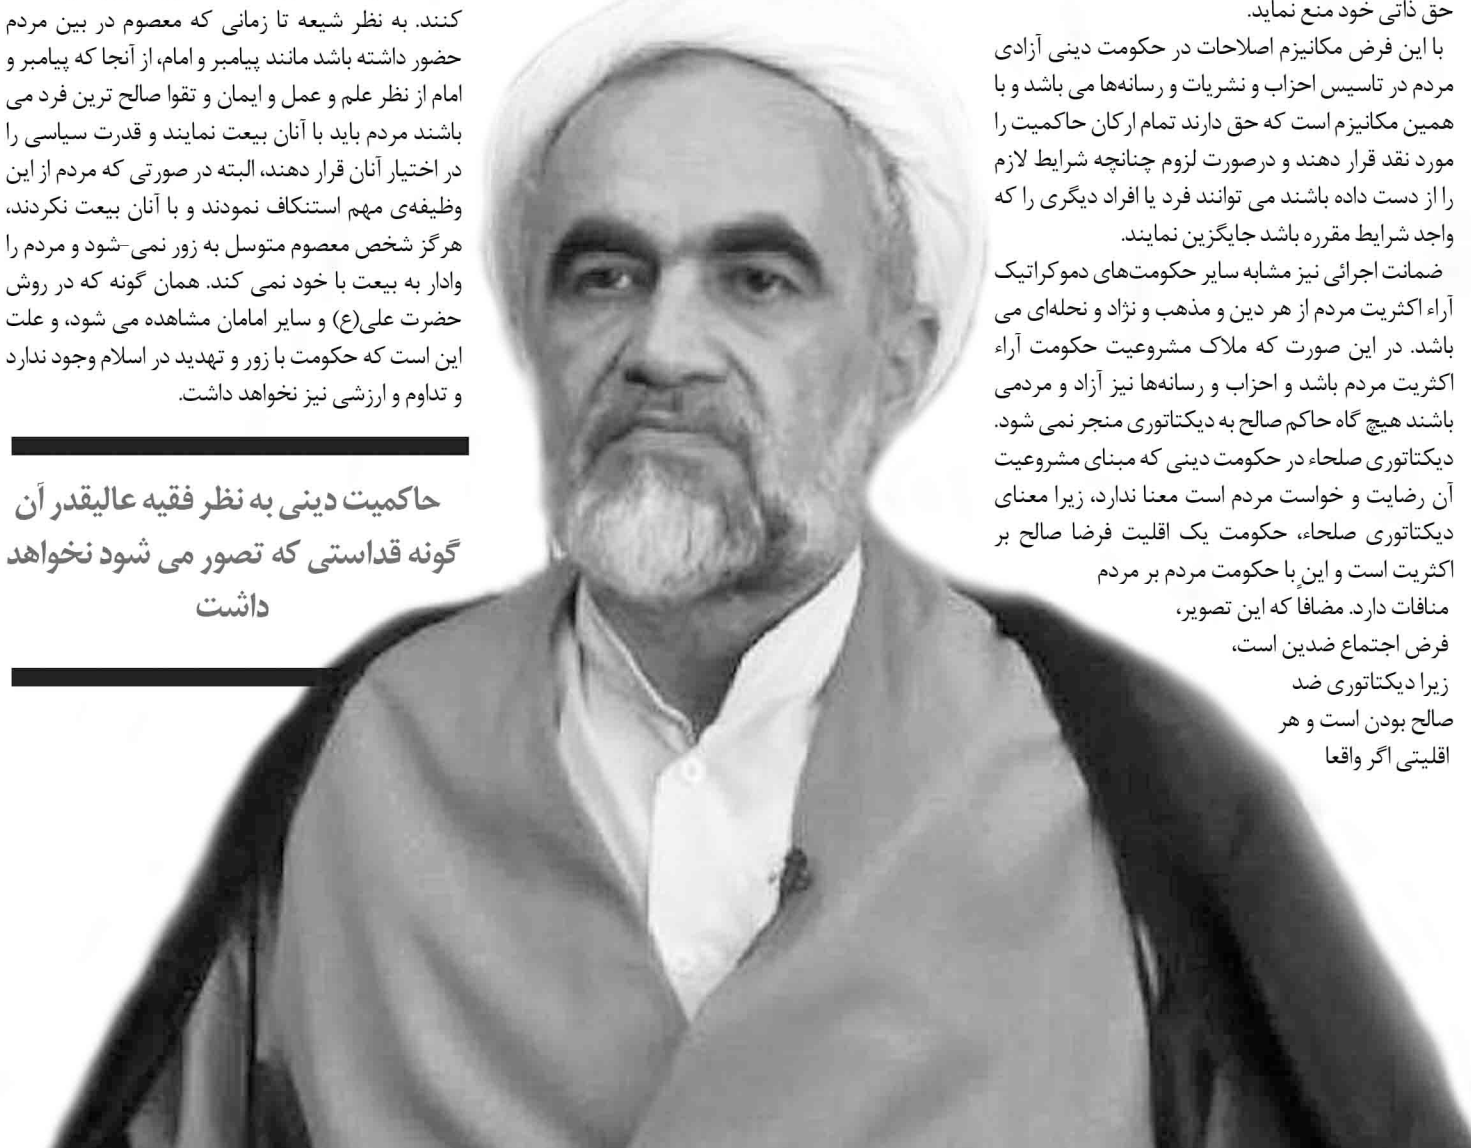 حق ذاتی خود منع نماید.
با این فرض مکانیزم اصلاحات در حکومت دینی آزادی
مردم در تاسیس احزاب و نشریات و رسانه‌ها می باشد و با
همین مکانیزم است که حق دارند تمام ارکان حاکمیت را
مورد نقد قرار دهند و درصورت لزوم چنانچه شرایط لازم
را از دست داده باشند می توانند فرد یا افراد دیگری را که
واجد شرایط مقرره باشد جایگزین نمایند.
ضمانت اجرائی نیز مشابه سایر حکومت‌های دموکراتیک
آراء اکثریت مردم از هر دین و مذهب و نژاد و نحله‌ای می
باشد. در این صورت که ملاک مشروعیت حکومت آراء
اکثریت مردم باشد و احزاب و رسانه‌ها نیز آزاد و مردمی
باشند هیچ گاه حاکم صالح به دیکتاتوری منجر نمی شود.
دیکتاتوری صلحاء در حکومت دینی که مبنای مشروعیت
آن رضایت و خواست مردم است معنا ندارد، زیرا معنای
دیکتاتوری صلحاء، حکومت یک اقلیت فرضا صالح بر
اکثریت است و این با حکومت مردم بر مردم
منافات دارد. مضافاً که این تصویر،
فرض اجتماع ضدین است،
زیرا دیکتاتوری ضد
صالح بودن است و هر
اقلیتی اگر واقعا
کنند. به نظر شیعه تا زمانی که معصوم در بین مردم
حضور داشته باشد مانند پیامبر و امام، از آنجا که پیامبر و
امام از نظر علم و عمل و ایمان و تقوا صالح ترین فرد می
باشند مردم باید با آنان بیعت نمایند و قدرت سیاسی را
در اختیار آنان قرار دهند، البته در صورتی که مردم از این
وظیفه‌ی مهم استنکاف نمودند و با آنان بیعت نکردند،
هرگز شخص معصوم متوسل به زور نمی-شود و مردم را
وادار به بیعت با خود نمی کند. همان گونه که در روش
حضرت علی(ع) و سایر امامان مشاهده می شود، و علت
این است که حکومت با زور و تهدید در اسلام وجود ندارد
و تداوم و ارزشی نیز نخواهد داشت.
حاکمیت دینی به نظر فقیه عالیقدر آن
گونه قداستی که تصور می شود نخواهد
داشت